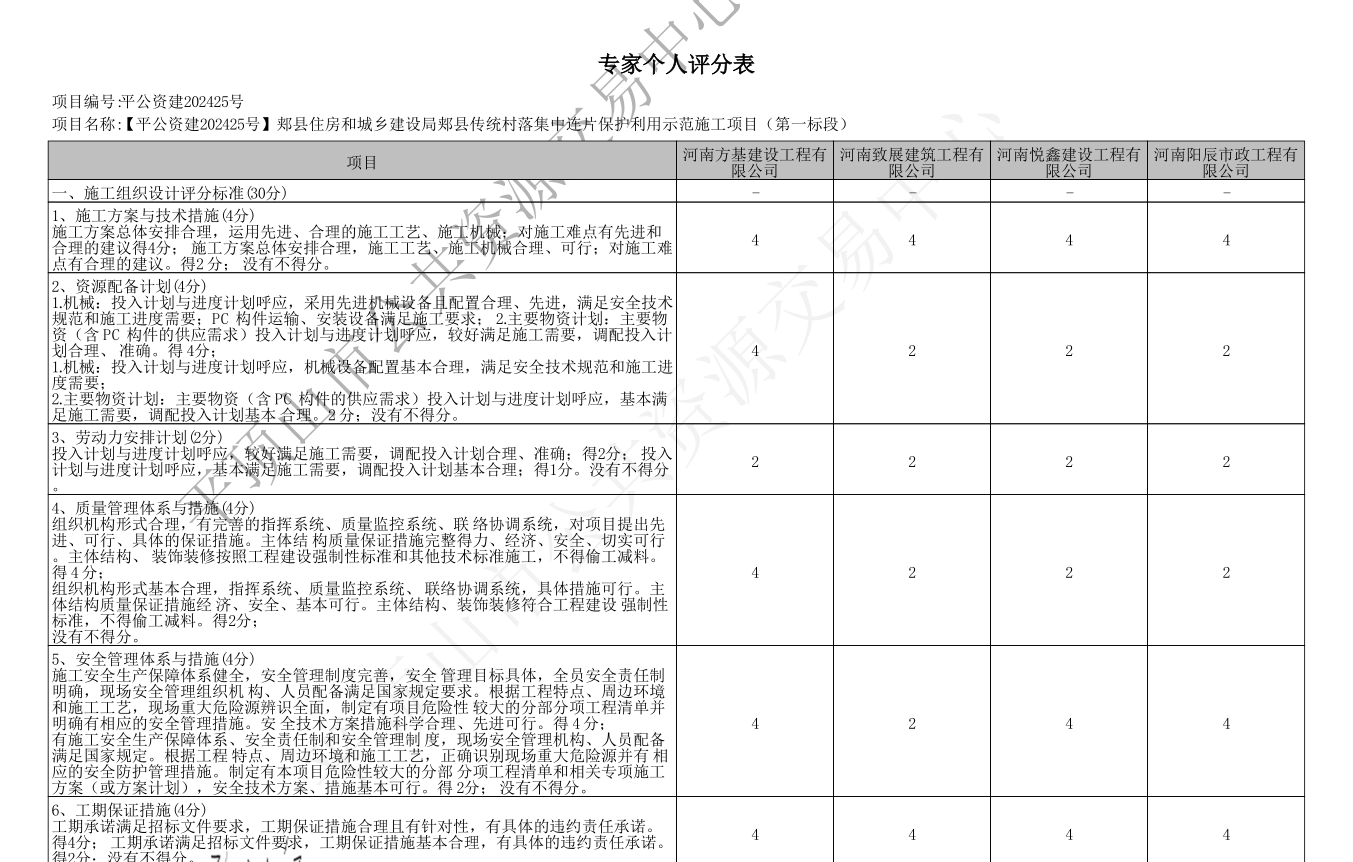 专家个人评分表
项目编号:平公资建202425号
项目名称:【平公资建202425号】郏县住房和城乡建设局郏县传统村落集中连片保护利用示范施工项目（第一标段）
项目
河南方基建设工程有
限公司
河南致展建筑工程有
限公司
河南悦鑫建设工程有
限公司
河南阳辰市政工程有
限公司
一、施工组织设计评分标准(30分)
- - - -
1、施工方案与技术措施(4分)
施工方案总体安排合理，运用先进、合理的施工工艺、施工机械；对施工难点有先进和
合理的建议得4分； 施工方案总体安排合理，施工工艺、施工机械合理、可行；对施工难
点有合理的建议。得2 分； 没有不得分。
4 4 4 4
2、资源配备计划(4分)
1.机械：投入计划与进度计划呼应，采用先进机械设备且配置合理、先进，满足安全技术
规范和施工进度需要；PC 构件运输、安装设备满足施工要求； 2.主要物资计划：主要物
资（含 PC 构件的供应需求）投入计划与进度计划呼应，较好满足施工需要，调配投入计
划合理、 准确。得 4分；
1.机械：投入计划与进度计划呼应，机械设备配置基本合理，满足安全技术规范和施工进
度需要；
2.主要物资计划：主要物资（含 PC 构件的供应需求）投入计划与进度计划呼应，基本满
足施工需要，调配投入计划基本 合理。2 分；没有不得分。
4 2 2 2
3、劳动力安排计划(2分)
投入计划与进度计划呼应，较好满足施工需要，调配投入计划合理、准确；得2分； 投入
计划与进度计划呼应，基本满足施工需要，调配投入计划基本合理；得1分。没有不得分
。
2 2 2 2
4、质量管理体系与措施(4分)
组织机构形式合理，有完善的指挥系统、质量监控系统、联 络协调系统，对项目提出先
进、可行、具体的保证措施。主体结 构质量保证措施完整得力、经济、安全、切实可行
。主体结构、 装饰装修按照工程建设强制性标准和其他技术标准施工，不得偷工减料。
得 4 分；
组织机构形式基本合理，指挥系统、质量监控系统、 联络协调系统，具体措施可行。主
体结构质量保证措施经 济、安全、基本可行。主体结构、装饰装修符合工程建设 强制性
标准，不得偷工减料。得2分；
没有不得分。
4 2 2 2
5、安全管理体系与措施(4分)
施工安全生产保障体系健全，安全管理制度完善，安全 管理目标具体，全员安全责任制
明确，现场安全管理组织机 构、人员配备满足国家规定要求。根据工程特点、周边环境
和施工工艺，现场重大危险源辨识全面，制定有项目危险性 较大的分部分项工程清单并
明确有相应的安全管理措施。安 全技术方案措施科学合理、先进可行。得 4 分；
有施工安全生产保障体系、安全责任制和安全管理制 度，现场安全管理机构、人员配备
满足国家规定。根据工程 特点、周边环境和施工工艺，正确识别现场重大危险源并有 相
应的安全防护管理措施。制定有本项目危险性较大的分部 分项工程清单和相关专项施工
方案（或方案计划），安全技术方案、措施基本可行。得 2分； 没有不得分。
4 2 4 4
6、工期保证措施(4分)
工期承诺满足招标文件要求，工期保证措施合理且有针对性，有具体的违约责任承诺。
得4分； 工期承诺满足招标文件要求，工期保证措施基本合理，有具体的违约责任承诺。
得2分；没有不得分。
4 4 4 4
平顶山市公共资源交易中心
顶山市公共资源交易中心